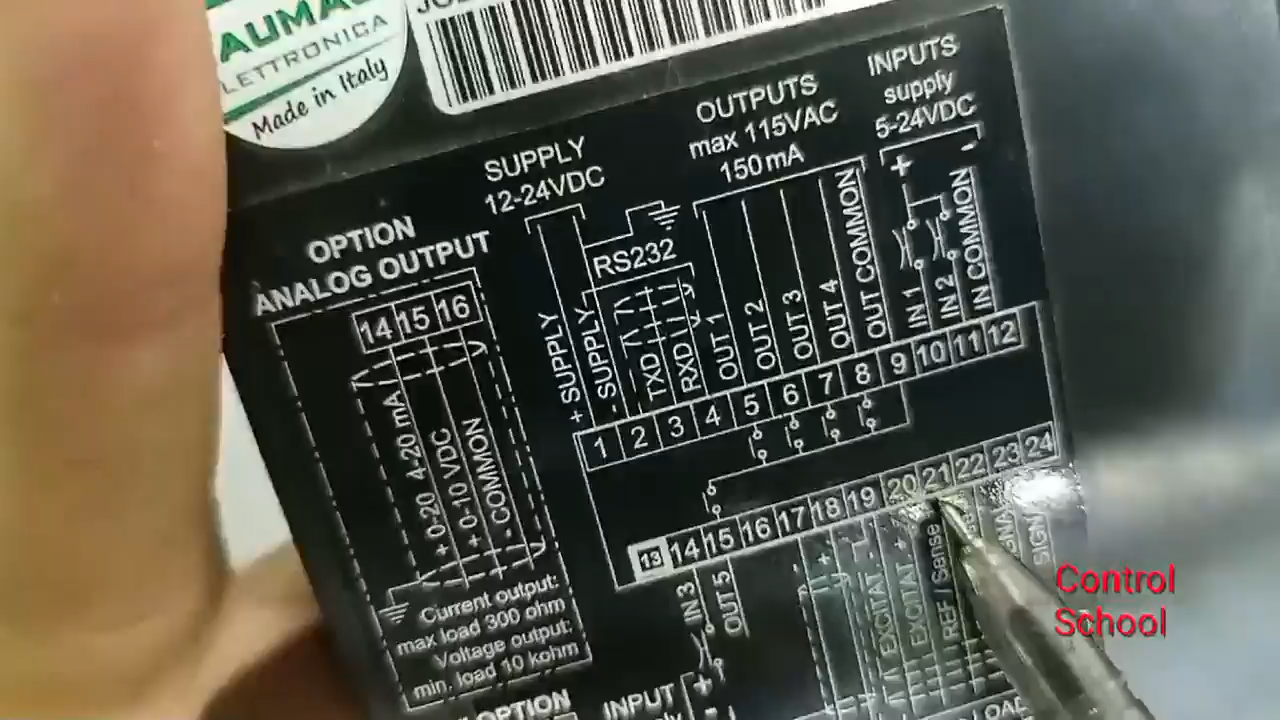 AUMA
LETTRONICA
Made in Italy
OPTION
ANALOG OUTPUT
14 15 16
+ 0-20 4-20 mA
+ 0-10 VDC
- COMMON
Current output:
max load 300 ohm
Voltage output:
min. load 10 kohm
SUPPLY
12-24VDC
+ SUPPLY
- SUPPLY
RS232
TXD
RXD
OUTPUTS
max 115VAC
150 mA
OUT 1
OUT 2
OUT 3
OUT 4
OUT COMMON
INPUTS
supply
5-24VDC
+ -
IN 1
IN 2
IN COMMON
1 2 3 4 5 6 7 8 9 10 11 12
13 14 15 16 17 18 19 20 21 22 23 24
IN 3
OUT 5
- EXCITAT.
+ EXCITAT.
REF / Sense
OPTION
INPUT
+
-
Control
School